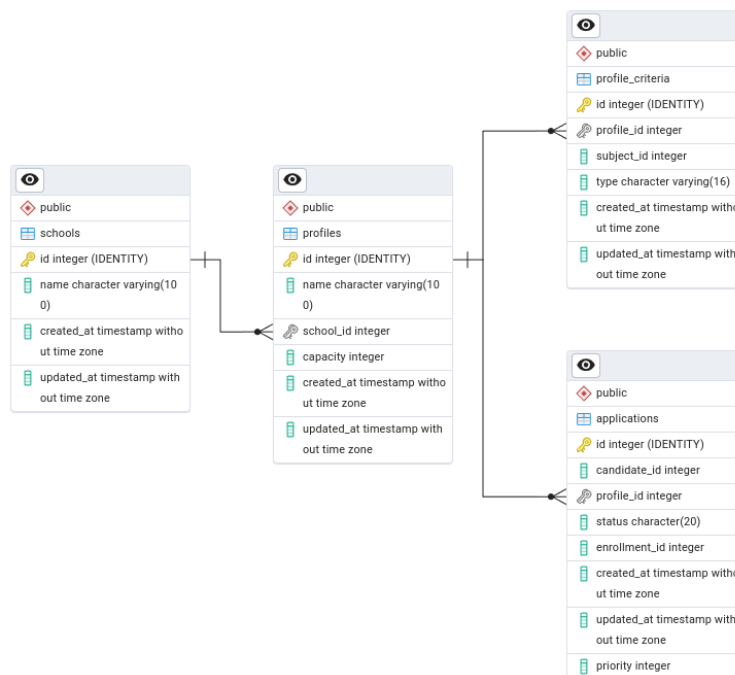 public
schools
id integer (IDENTITY)
name character varying(10
0)
created_at timestamp witho
ut time zone
updated_at timestamp with
out time zone
public
profiles
id integer (IDENTITY)
name character varying(10
0)
school_id integer
capacity integer
created_at timestamp witho
ut time zone
updated_at timestamp with
out time zone
public
profile_criteria
id integer (IDENTITY)
profile_id integer
subject_id integer
type character varying(16)
created_at timestamp witho
ut time zone
updated_at timestamp with
out time zone
public
applications
id integer (IDENTITY)
candidate_id integer
profile_id integer
status character(20)
enrollment_id integer
created_at timestamp witho
ut time zone
updated_at timestamp with
out time zone
priority integer